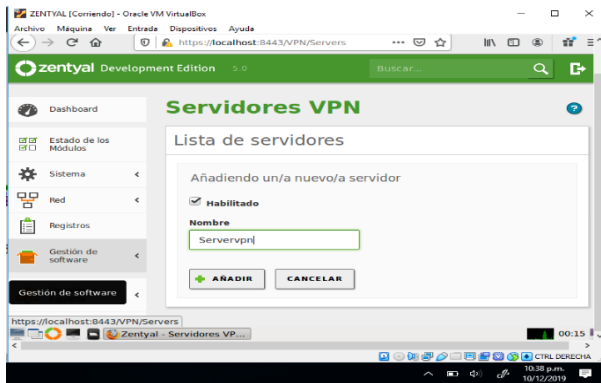 ZENTYAL [Corriendo] - Oracle VM VirtualBox
Archivo Máquina Ver Entrada Dispositivos Ayuda
https://localhost:8443/VPN/Servers
zentyal Development Edition 5.0
Buscar...
Dashboard
Estado de los
Módulos
Sistema
Red
Registros
Gestión de
software
Gestión de software
Servidores VPN
Lista de servidores
Añadiendo un/a nuevo/a servidor
Habilitado
Nombre
Servervpn
AÑADIR
CANCELAR
https://localhost:8443/VPN/Servers
Zentyal - Servidores VP...
00:15
CTRL DERECHA
10:38 p.m.
10/12/2019